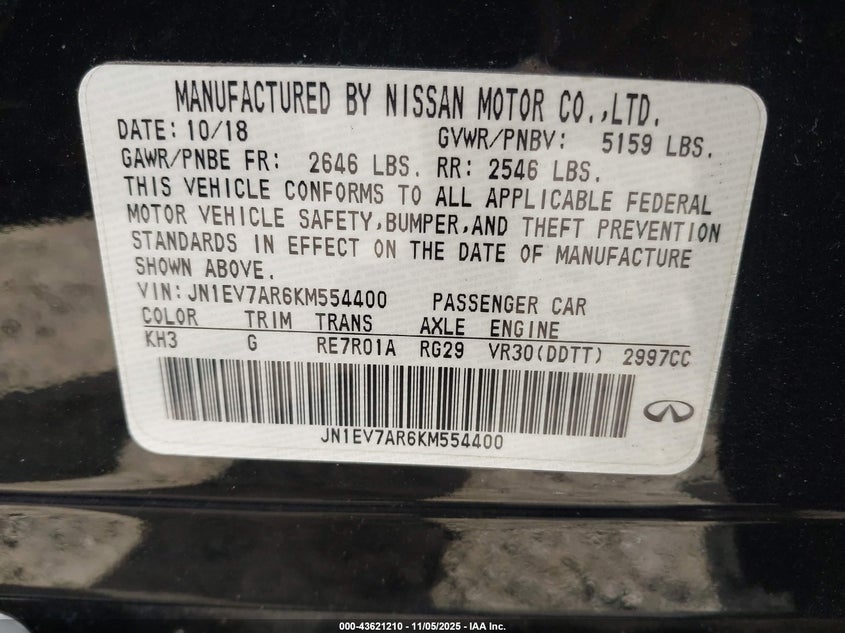 MANUFACTURED BY NISSAN MOTOR CO.,LTD.
DATE: 10/18 GVWR/PNBV: 5159 LBS.
GAWR/PNBE FR: 2646 LBS. RR: 2546 LBS.
THIS VEHICLE CONFORMS TO ALL APPLICABLE FEDERAL
MOTOR VEHICLE SAFETY,BUMPER,AND THEFT PREVENTION
STANDARDS IN EFFECT ON THE DATE OF MANUFACTURE
SHOWN ABOVE.
VIN:JN1EV7AR6KM554400 PASSENGER CAR
COLOR TRIM TRANS AXLE ENGINE
KH3 G RE7R01A RG29 VR30(DDTT) 2997CC
JN1EV7AR6KM554400
000-43621210 - 11/05/2025 - IAA Inc.